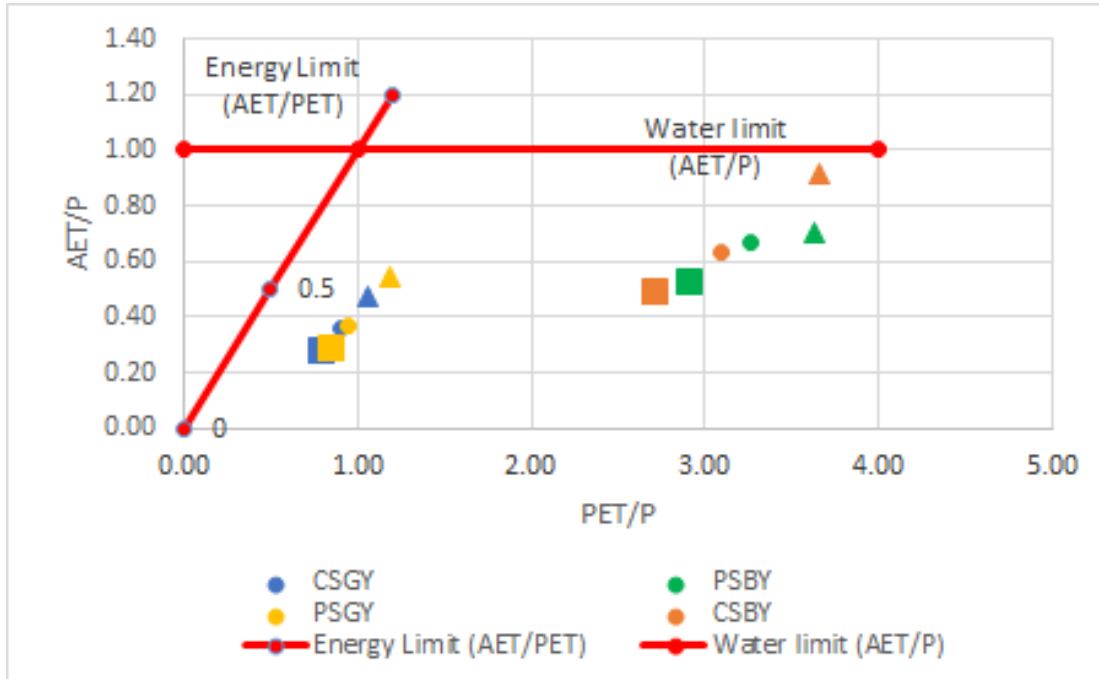 1.40
1.20
1.00
0.80
0.60
0.40
0.20
0.00
AET/P
Energy Limit
(AET/PET)
Water limit
(AET/P)
0.5
0
0.00 1.00 2.00 3.00 4.00 5.00
PET/P
CSGY PSBY
PSGY CSBY
Energy Limit (AET/PET) Water limit (AET/P)